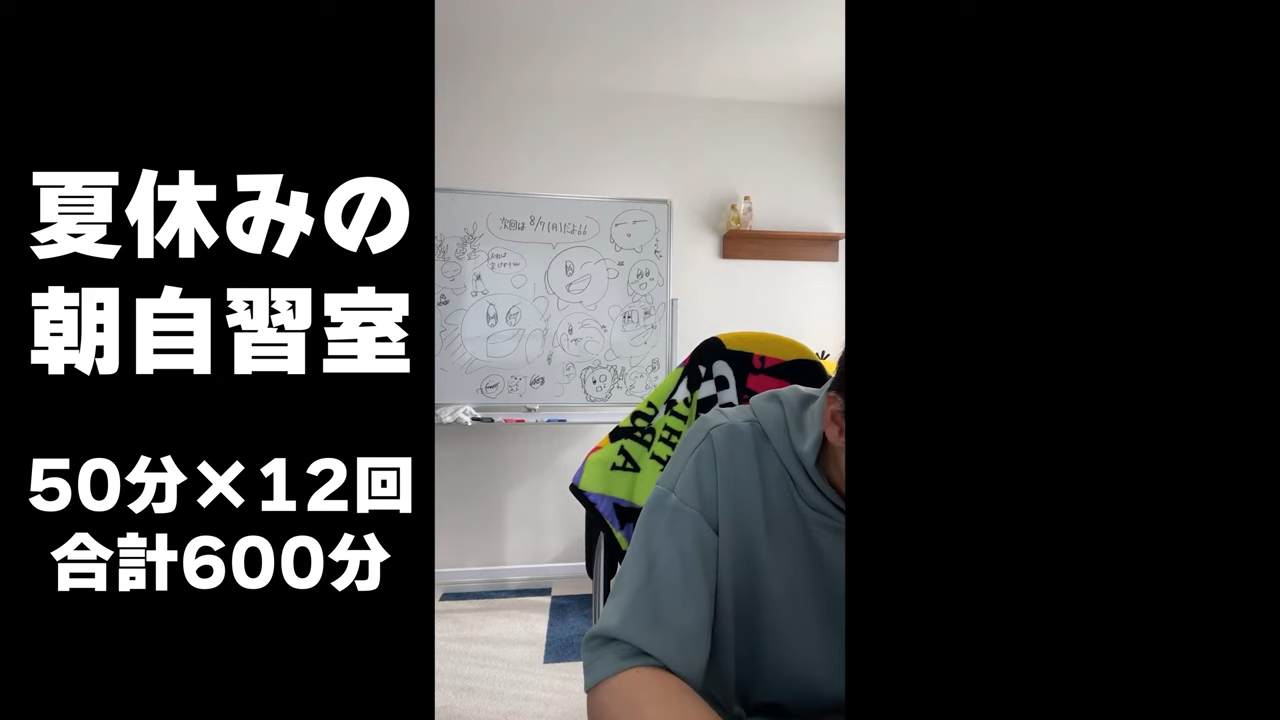 夏休みの
朝自習室
50分×12回
合計600分
次回は 8/7(月)だよ!!